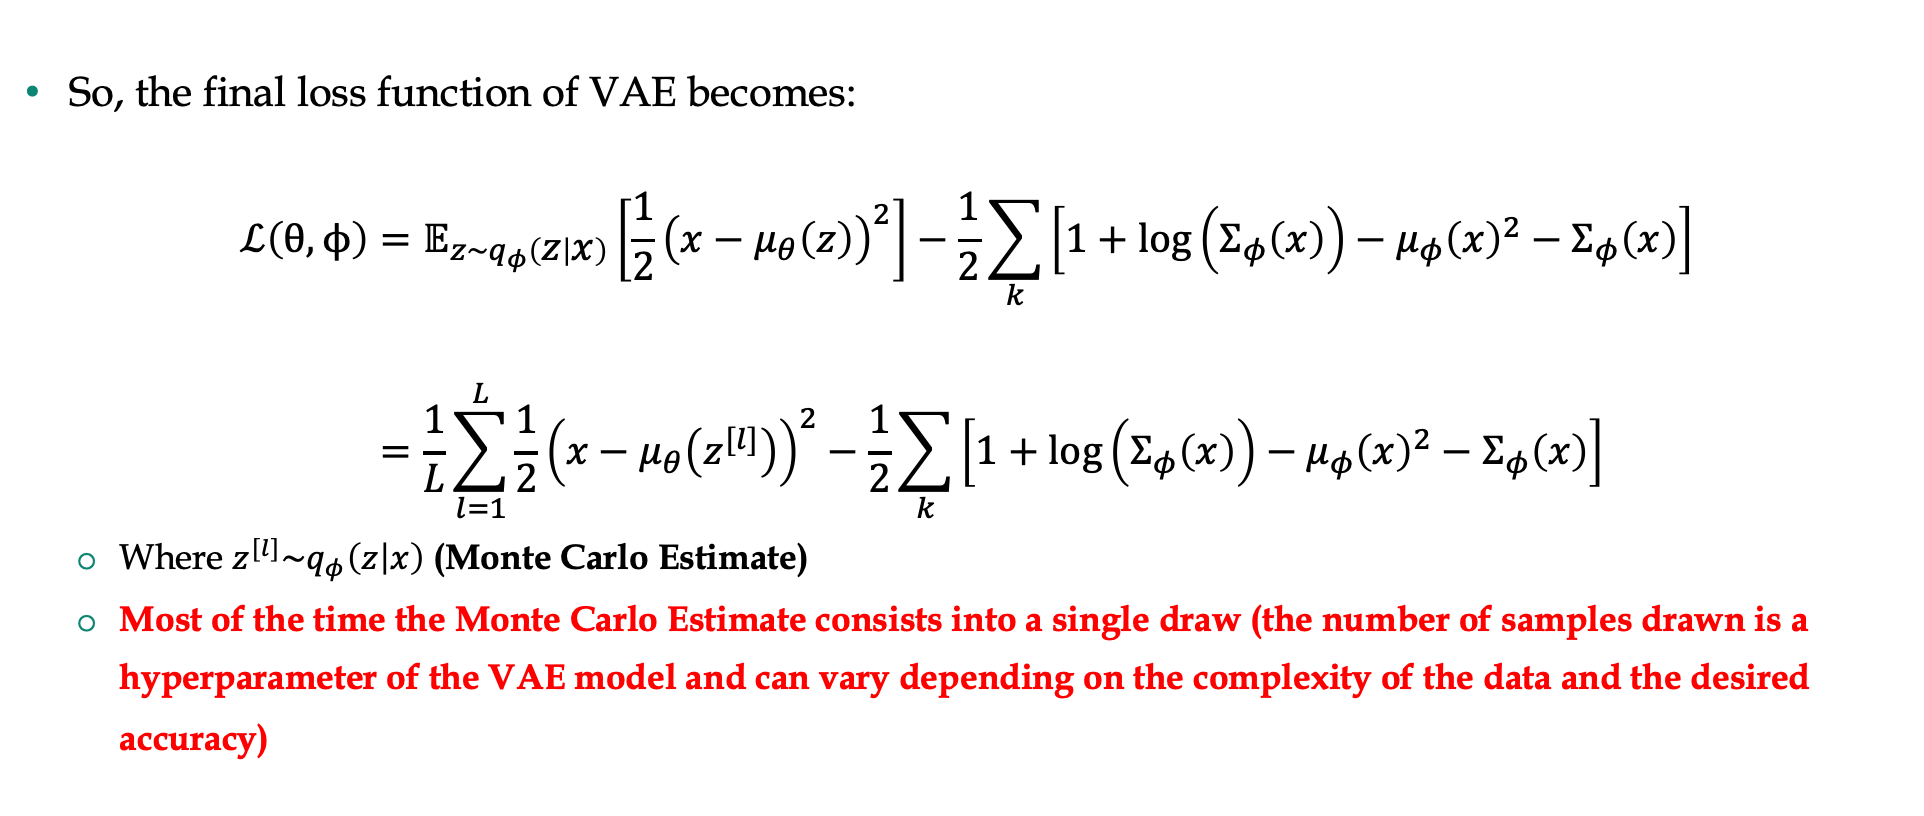 • So, the final loss function of VAE becomes:
ℒ(θ, ϕ) = 𝔼_{z~q_ϕ(z|x)} [1/2 (x − μ_θ(z))²] − 1/2 ∑_k [1 + log(Σ_ϕ(x)) − μ_ϕ(x)² − Σ_ϕ(x)]
= 1/L ∑_{l=1}^{L} 1/2 (x − μ_θ(z^{[l]}))² − 1/2 ∑_k [1 + log(Σ_ϕ(x)) − μ_ϕ(x)² − Σ_ϕ(x)]
○ Where z^{[l]}~q_ϕ(z|x) (Monte Carlo Estimate)
○ Most of the time the Monte Carlo Estimate consists into a single draw (the number of samples drawn is a
hyperparameter of the VAE model and can vary depending on the complexity of the data and the desired
accuracy)